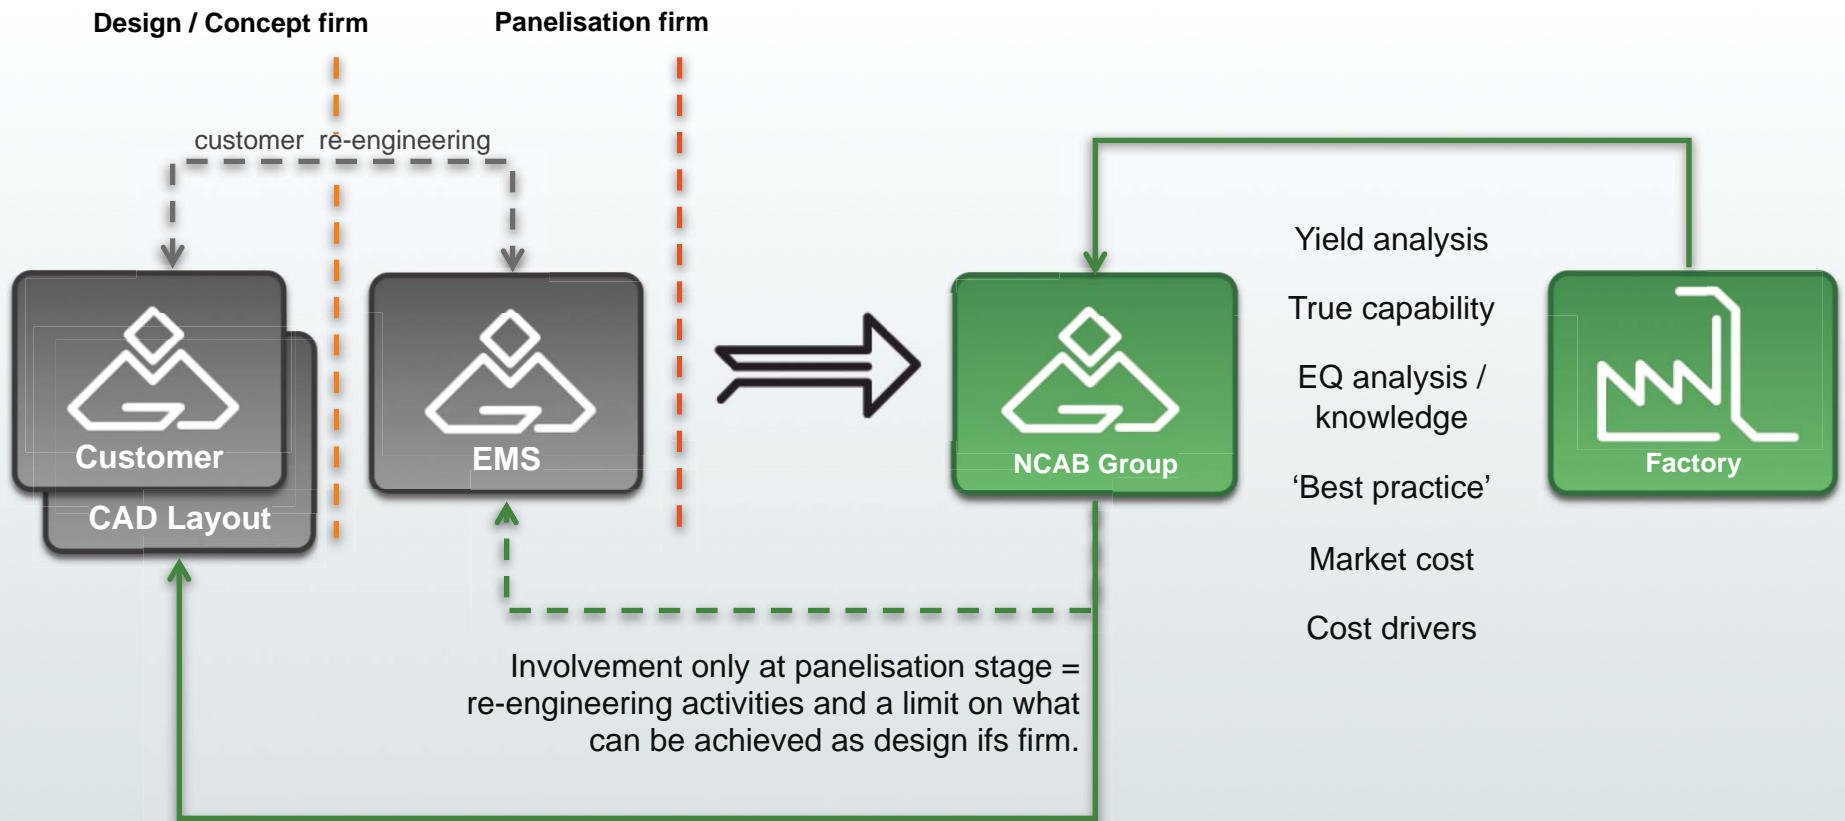 Design / Concept firm
Panelisation firm
customer re-engineering
Customer
CAD Layout
EMS
NCAB Group
Yield analysis
True capability
EQ analysis /
knowledge
‘Best practice’
Market cost
Cost drivers
Factory
Involvement only at panelisation stage =
re-engineering activities and a limit on what
can be achieved as design ifs firm.